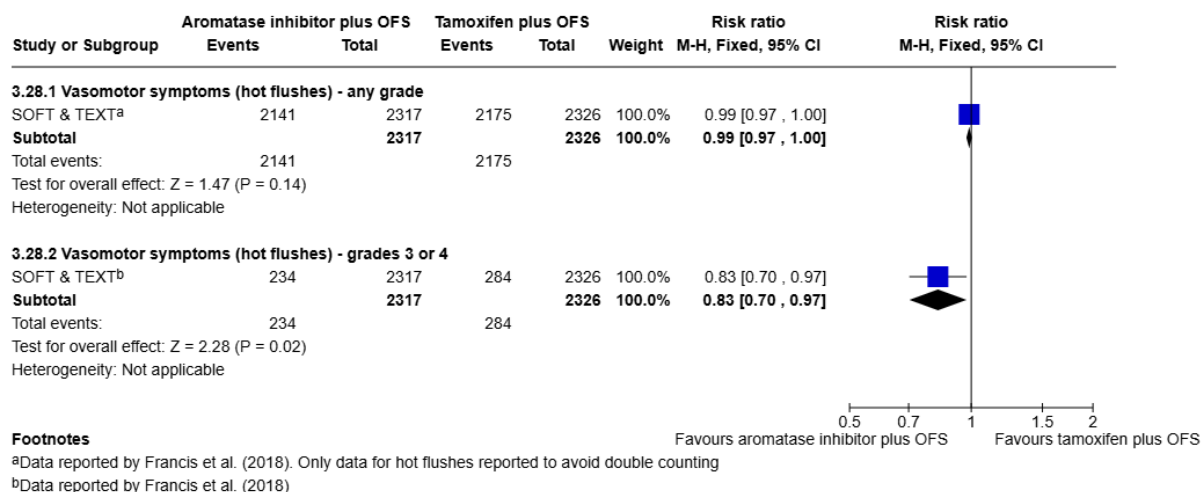 Aromatase inhibitor plus OFS Tamoxifen plus OFS Risk ratio Risk ratio
Study or Subgroup Events Total Events Total Weight M-H, Fixed, 95% CI M-H, Fixed, 95% CI
3.28.1 Vasomotor symptoms (hot flushes) - any grade
SOFT & TEXTa 2141 2317 2175 2326 100.0% 0.99 [0.97 , 1.00]
Subtotal 2317 2326 100.0% 0.99 [0.97 , 1.00]
Total events: 2141 2175
Test for overall effect: Z = 1.47 (P = 0.14)
Heterogeneity: Not applicable
3.28.2 Vasomotor symptoms (hot flushes) - grades 3 or 4
SOFT & TEXTb 234 2317 284 2326 100.0% 0.83 [0.70 , 0.97]
Subtotal 2317 2326 100.0% 0.83 [0.70 , 0.97]
Total events: 234 284
Test for overall effect: Z = 2.28 (P = 0.02)
Heterogeneity: Not applicable
0.5 0.7 1 1.5 2
Favours aromatase inhibitor plus OFS Favours tamoxifen plus OFS
Footnotes
aData reported by Francis et al. (2018). Only data for hot flushes reported to avoid double counting
bData reported by Francis et al. (2018)